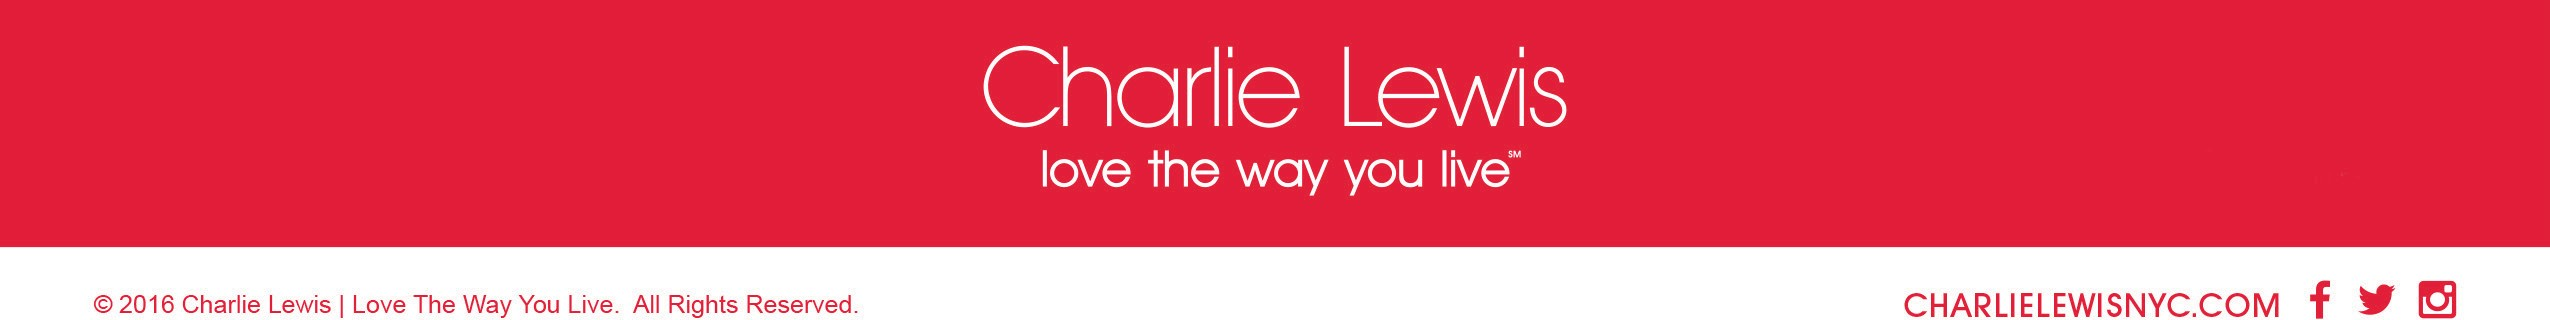 Charlie Lewis
love the way you live℠
© 2016 Charlie Lewis | Love The Way You Live.  All Rights Reserved.
CHARLIELEWISNYC.COM